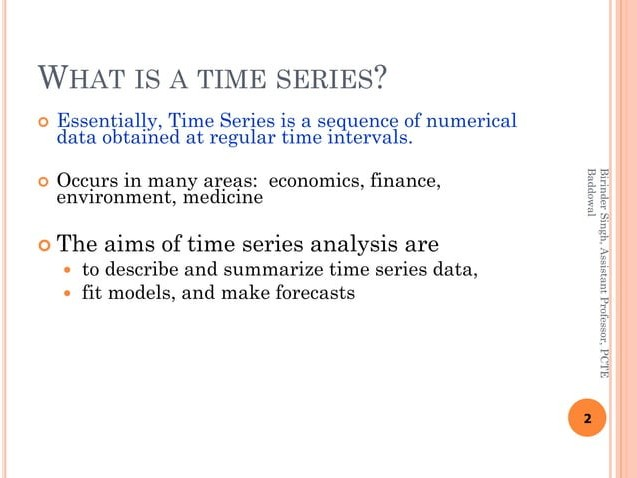 WHAT IS A TIME SERIES?
Essentially, Time Series is a sequence of numerical
data obtained at regular time intervals.
Occurs in many areas: economics, finance,
environment, medicine
The aims of time series analysis are
to describe and summarize time series data,
fit models, and make forecasts
Birinder Singh, Assistant Professor, PCTE
Baddowal
2